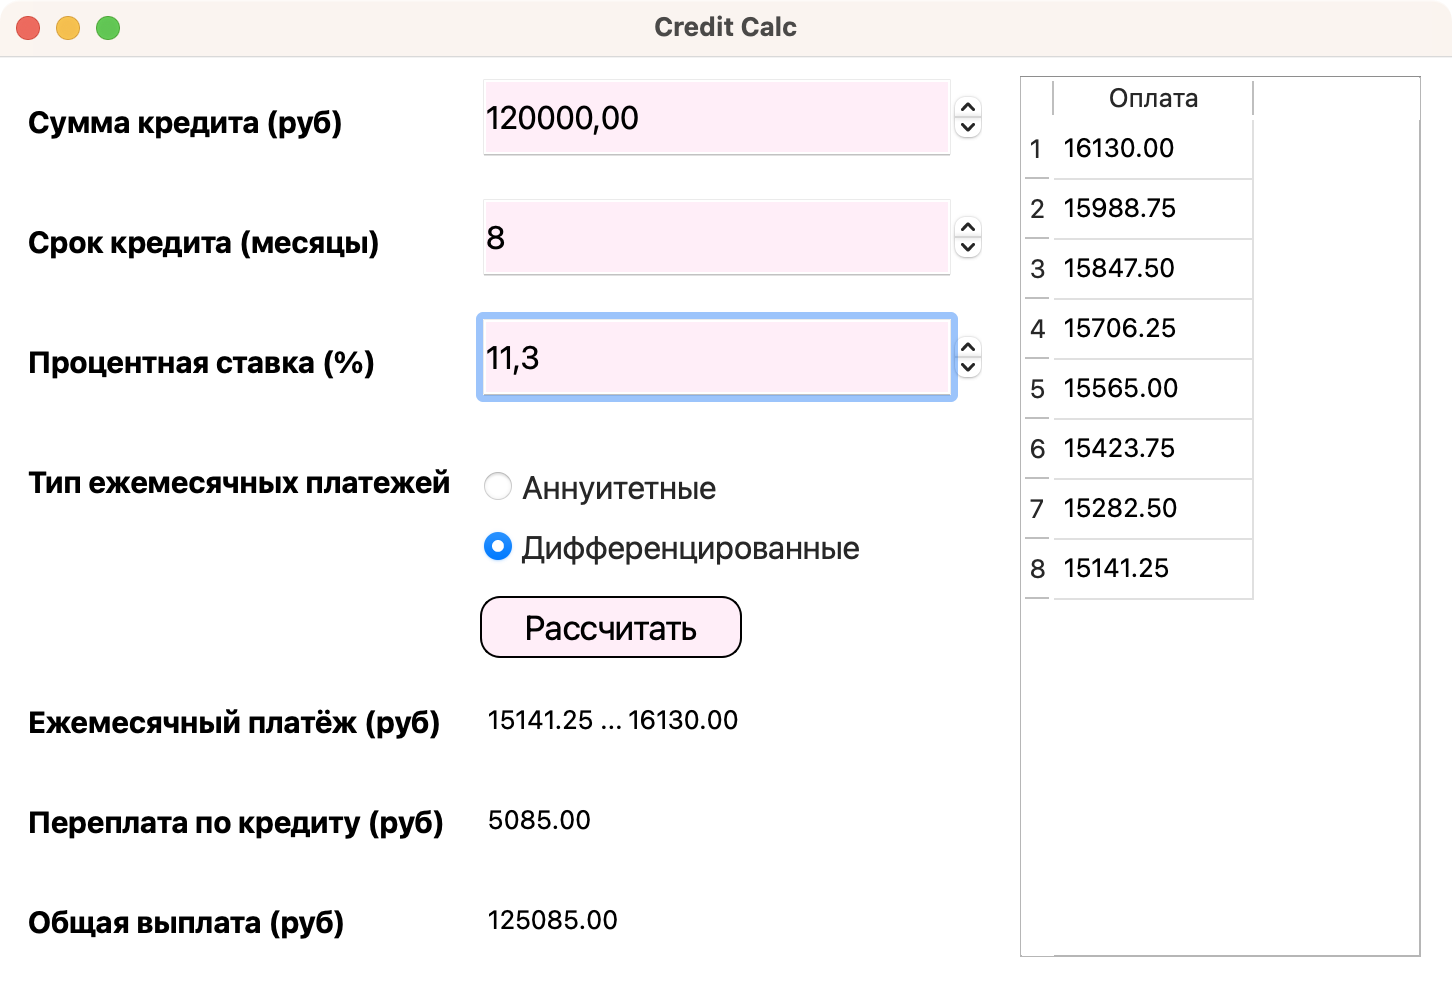 Credit Calc
Сумма кредита (руб) 120000,00
Срок кредита (месяцы) 8
Процентная ставка (%) 11,3
Тип ежемесячных платежей Аннуитетные
Дифференцированные
Рассчитать
Ежемесячный платёж (руб) 15141.25 ... 16130.00
Переплата по кредиту (руб) 5085.00
Общая выплата (руб) 125085.00
Оплата
1 16130.00
2 15988.75
3 15847.50
4 15706.25
5 15565.00
6 15423.75
7 15282.50
8 15141.25